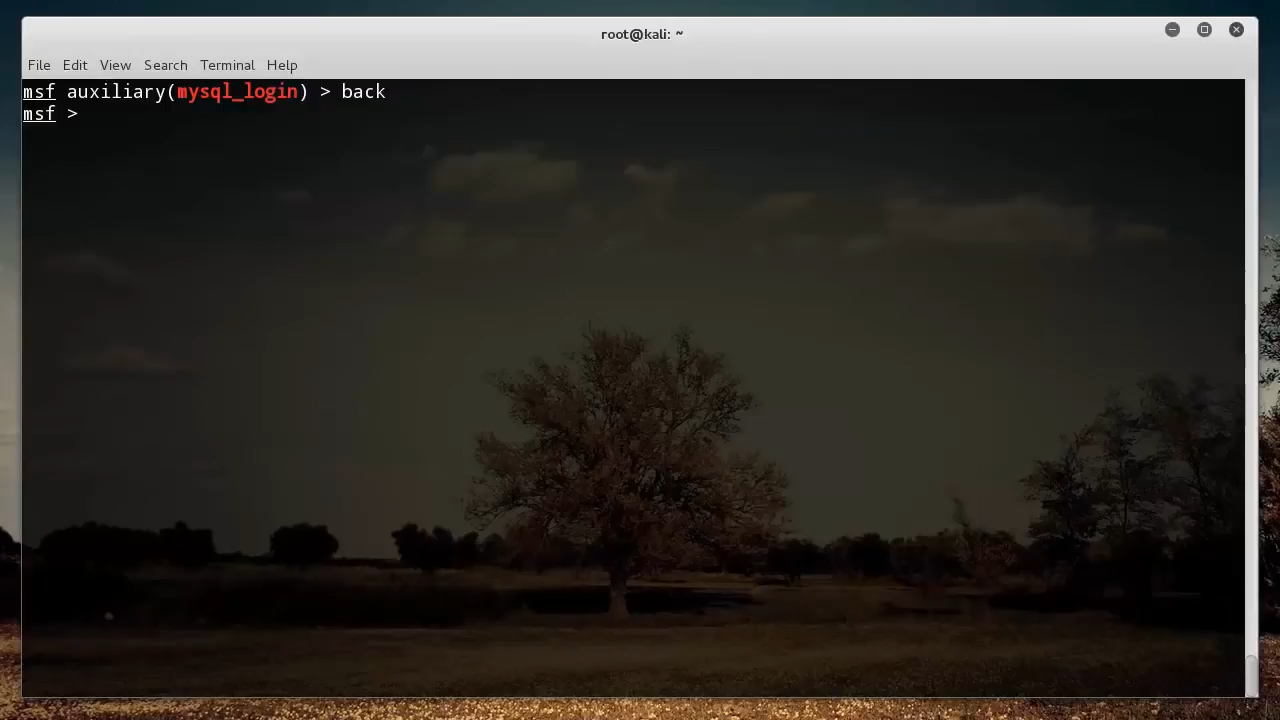 root@kali: ~
File Edit View Search Terminal Help
msf auxiliary(mysql_login) > back
msf >